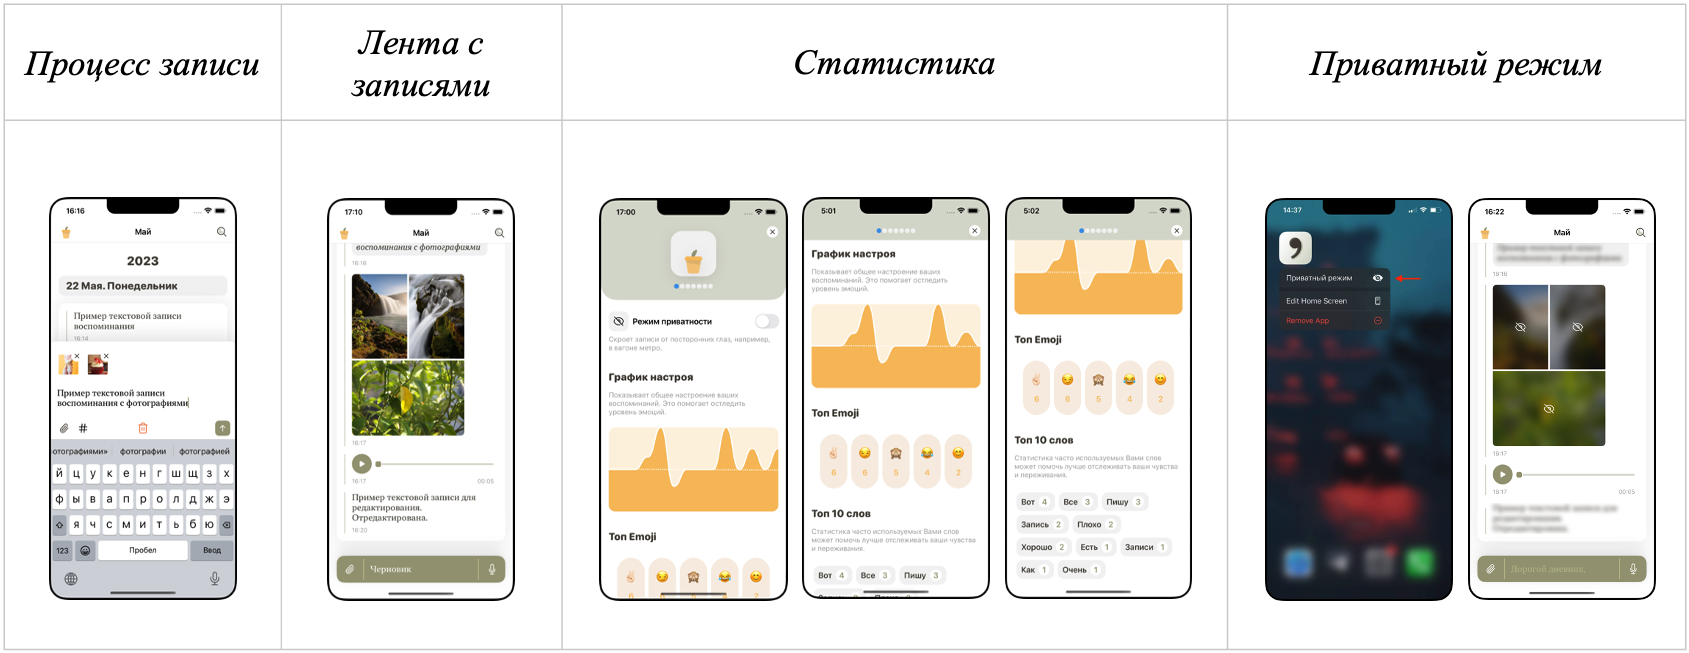 Процесс записи
Лента с
записями
Статистика
Приватный режим
16:16
Май
2023
22 Мая. Понедельник
Пример текстовой записи
воспоминания
16:14
Пример текстовой записи
воспоминания с фотографиями
#
отографиями»
фотографии
фотографией
й ц у к е н г ш щ з х
ф ы в а п р о л д ж э
я ч с м и т ь б ю
123
Пробел
Ввод
17:10
Май
воспоминания с фотографиями
16:16
16:17
16:17
00:05
Пример текстовой записи для
редактирования.
Отредактирована.
16:20
Черновик
17:00
Режим приватности
Скроет записи от посторонних глаз, например,
в вагоне метро.
График настроя
Показывает общее настроение ваших
воспоминаний. Это помогает отследить
уровень эмоций.
Топ Emoji
5:01
График настроя
Показывает общее настроение ваших
воспоминаний. Это помогает отследить
уровень эмоций.
Топ Emoji
6 6 5 4 2
Топ 10 слов
Статистика часто используемых Вами слов
может помочь лучше отслеживать ваши чувства
и переживания.
Вот 4
Все 3
Пишу 3
5:02
Топ Emoji
6 6 5 4 2
Топ 10 слов
Статистика часто используемых Вами слов
может помочь лучше отслеживать ваши чувства
и переживания.
Вот 4
Все 3
Пишу 3
Запись 2
Плохо 2
Хорошо 2
Есть 1
Записи 1
Как 1
Очень 1
14:37
Приватный режим
Edit Home Screen
Remove App
16:22
Май
16:16
16:17
16:17
00:05
Дорогой дневник,